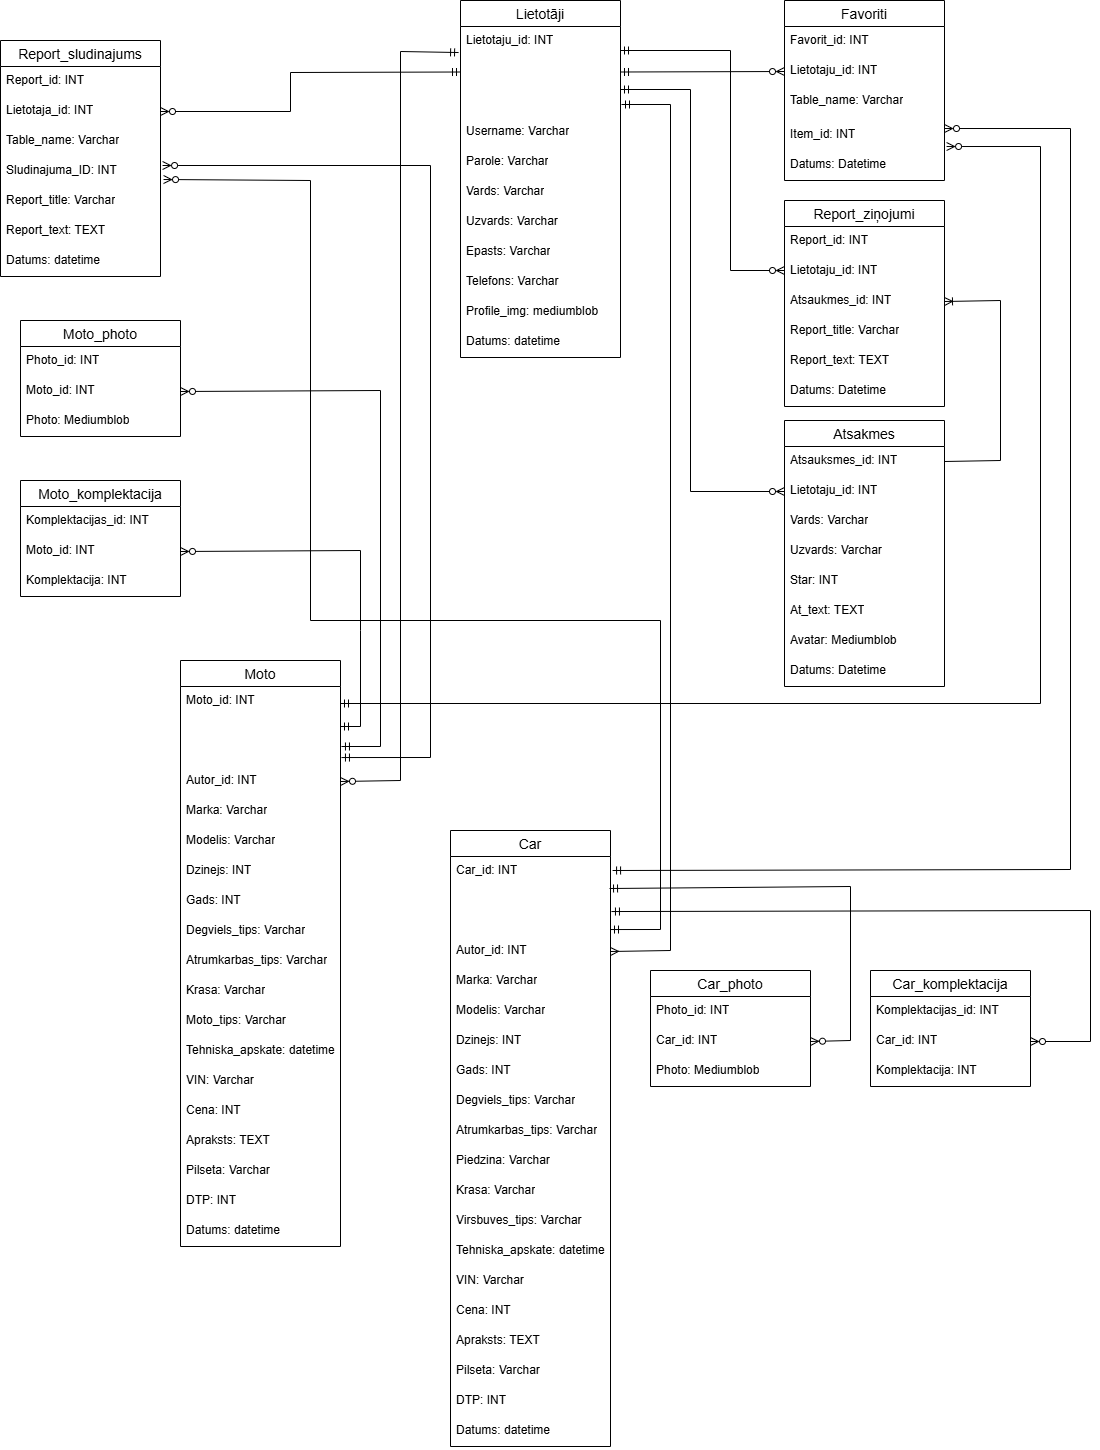 Report_sludinajums
Report_id: INT
Lietotaja_id: INT
Table_name: Varchar
Sludinajuma_ID: INT
Report_title: Varchar
Report_text: TEXT
Datums: datetime
Moto_photo
Photo_id: INT
Moto_id: INT
Photo: Mediumblob
Moto_komplektacija
Komplektacijas_id: INT
Moto_id: INT
Komplektacija: INT
Moto
Moto_id: INT
Autor_id: INT
Marka: Varchar
Modelis: Varchar
Dzinejs: INT
Gads: INT
Degviels_tips: Varchar
Atrumkarbas_tips: Varchar
Krasa: Varchar
Moto_tips: Varchar
Tehniska_apskate: datetime
VIN: Varchar
Cena: INT
Apraksts: TEXT
Pilseta: Varchar
DTP: INT
Datums: datetime
Lietotāji
Lietotaju_id: INT
Username: Varchar
Parole: Varchar
Vards: Varchar
Uzvards: Varchar
Epasts: Varchar
Telefons: Varchar
Profile_img: mediumblob
Datums: datetime
Favoriti
Favorit_id: INT
Lietotaju_id: INT
Table_name: Varchar
Item_id: INT
Datums: Datetime
Report_ziņojumi
Report_id: INT
Lietotaju_id: INT
Atsaukmes_id: INT
Report_title: Varchar
Report_text: TEXT
Datums: Datetime
Atsakmes
Atsauksmes_id: INT
Lietotaju_id: INT
Vards: Varchar
Uzvards: Varchar
Star: INT
At_text: TEXT
Avatar: Mediumblob
Datums: Datetime
Car
Car_id: INT
Autor_id: INT
Marka: Varchar
Modelis: Varchar
Dzinejs: INT
Gads: INT
Degviels_tips: Varchar
Atrumkarbas_tips: Varchar
Piedzina: Varchar
Krasa: Varchar
Virsbuves_tips: Varchar
Tehniska_apskate: datetime
VIN: Varchar
Cena: INT
Apraksts: TEXT
Pilseta: Varchar
DTP: INT
Datums: datetime
Car_photo
Photo_id: INT
Car_id: INT
Photo: Mediumblob
Car_komplektacija
Komplektacijas_id: INT
Car_id: INT
Komplektacija: INT